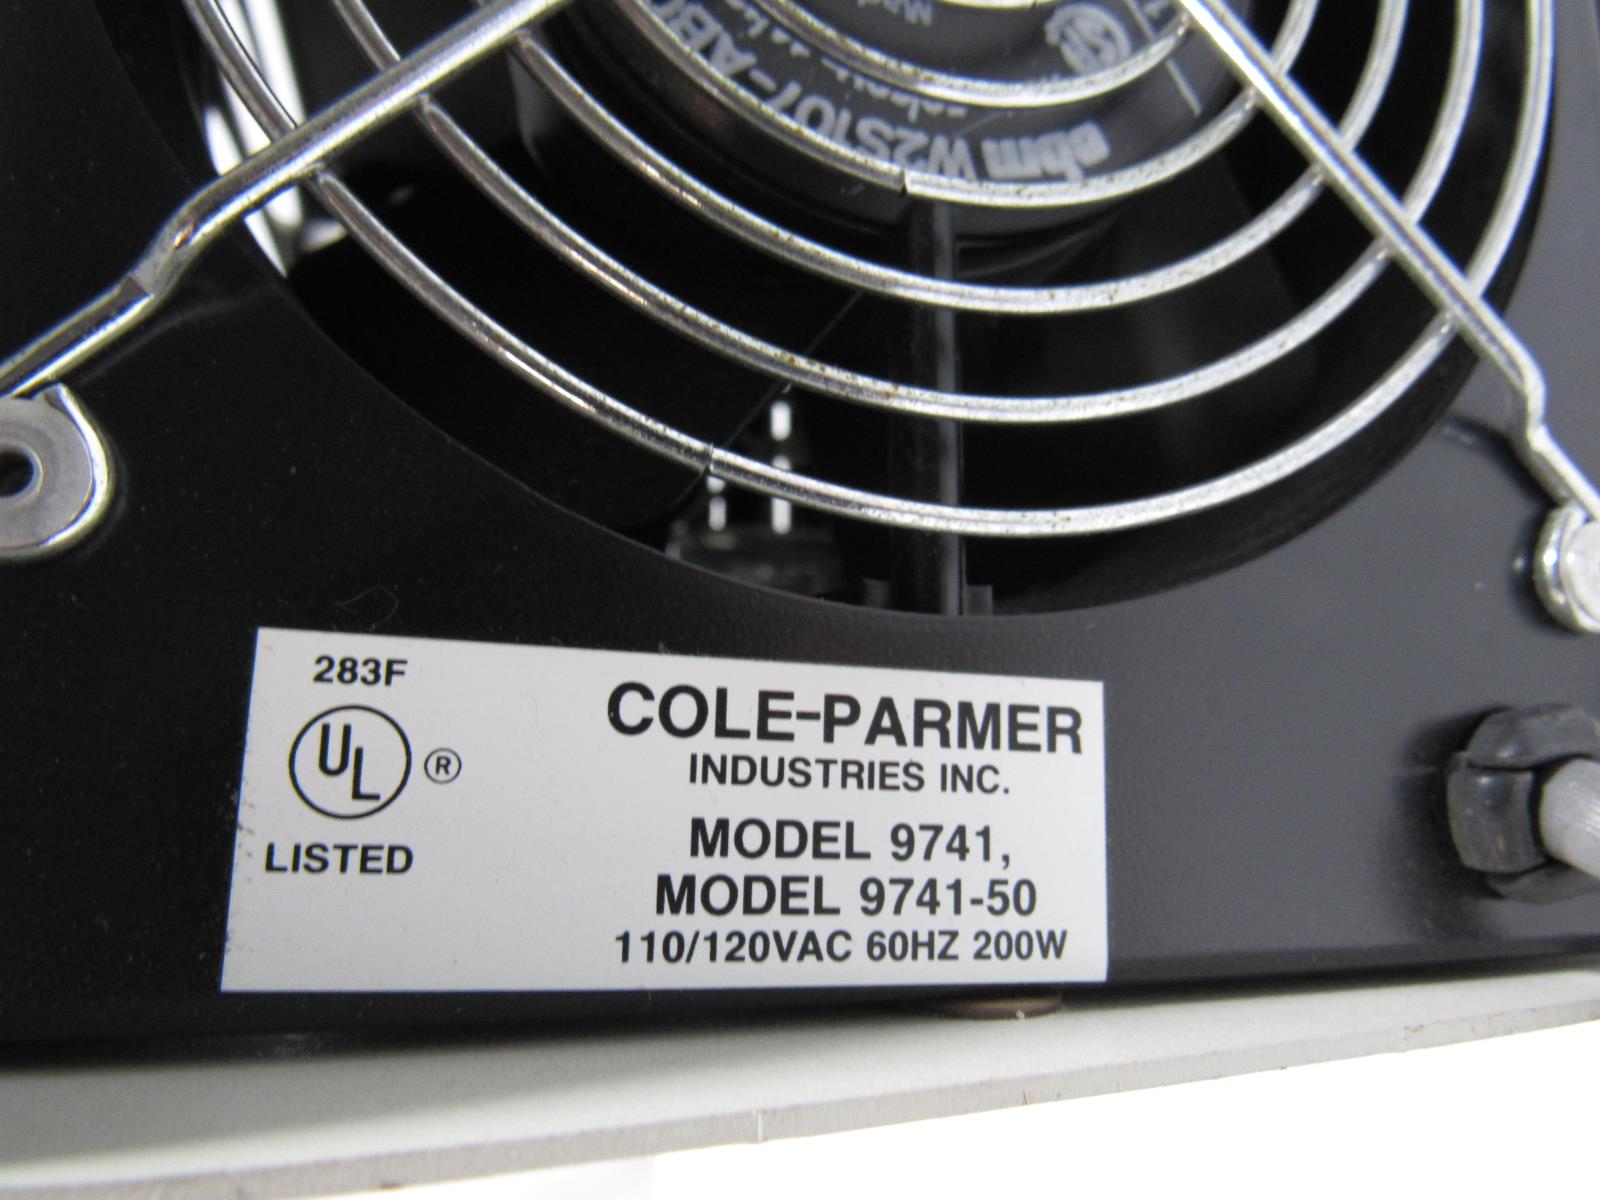 ebm W2S107-AB
283F
UL ®
LISTED
COLE-PARMER
INDUSTRIES INC.
MODEL 9741,
MODEL 9741-50
110/120VAC 60HZ 200W